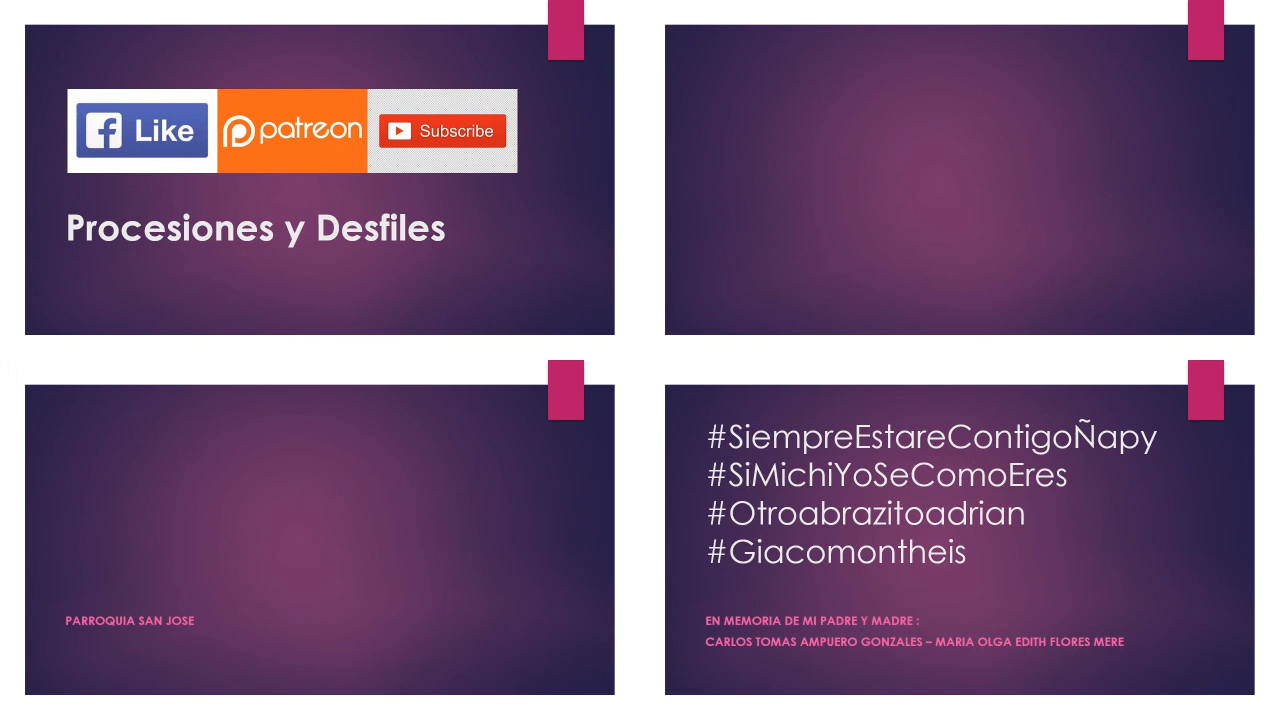 Like
patreon
Subscribe
Procesiones y Desfiles
PARROQUIA SAN JOSE
#SiempreEstareContigoÑapy
#SiMichiYoSeComoEres
#Otroabrazitoadrian
#Giacomontheis
EN MEMORIA DE MI PADRE Y MADRE :
CARLOS TOMAS AMPUERO GONZALES – MARIA OLGA EDITH FLORES MERE